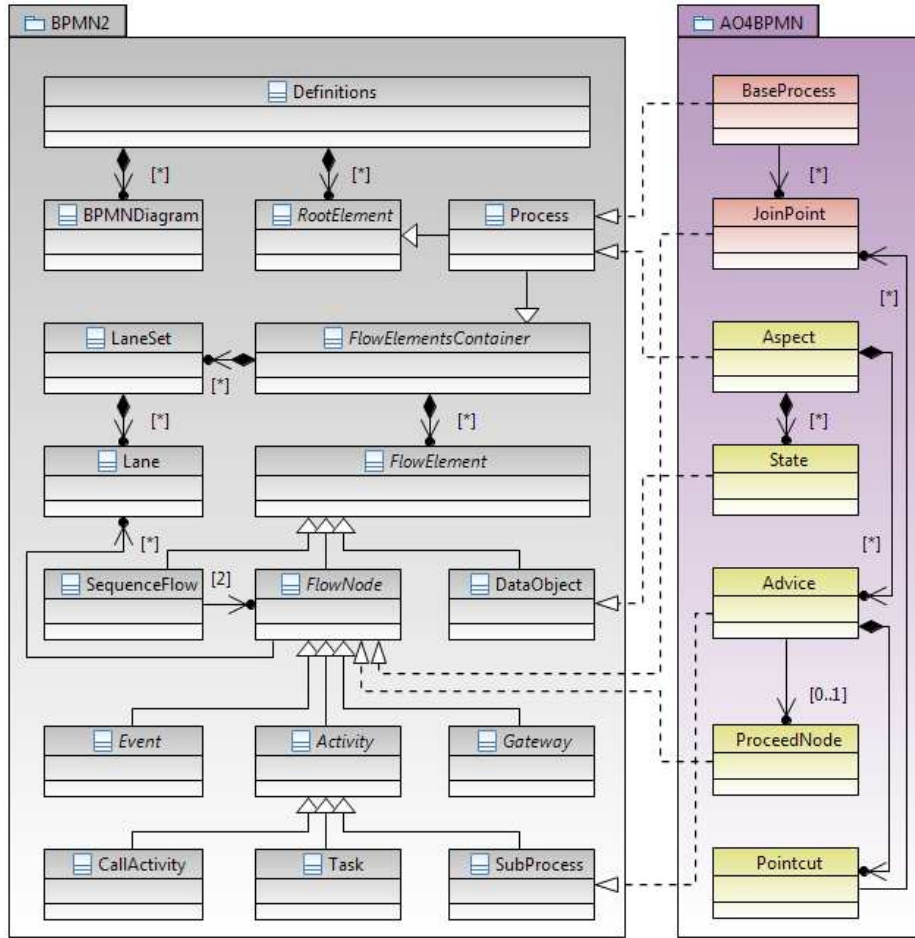 BPMN2
AO4BPMN
Definitions
BaseProcess
[*]
[*]
[*]
BPMNDiagram
RootElement
Process
JoinPoint
[*]
LaneSet
FlowElementsContainer
Aspect
[*]
[*]
[*]
[*]
Lane
FlowElement
State
[*]
[*]
SequenceFlow
[2]
FlowNode
DataObject
Advice
[0..1]
Event
Activity
Gateway
ProceedNode
CallActivity
Task
SubProcess
Pointcut